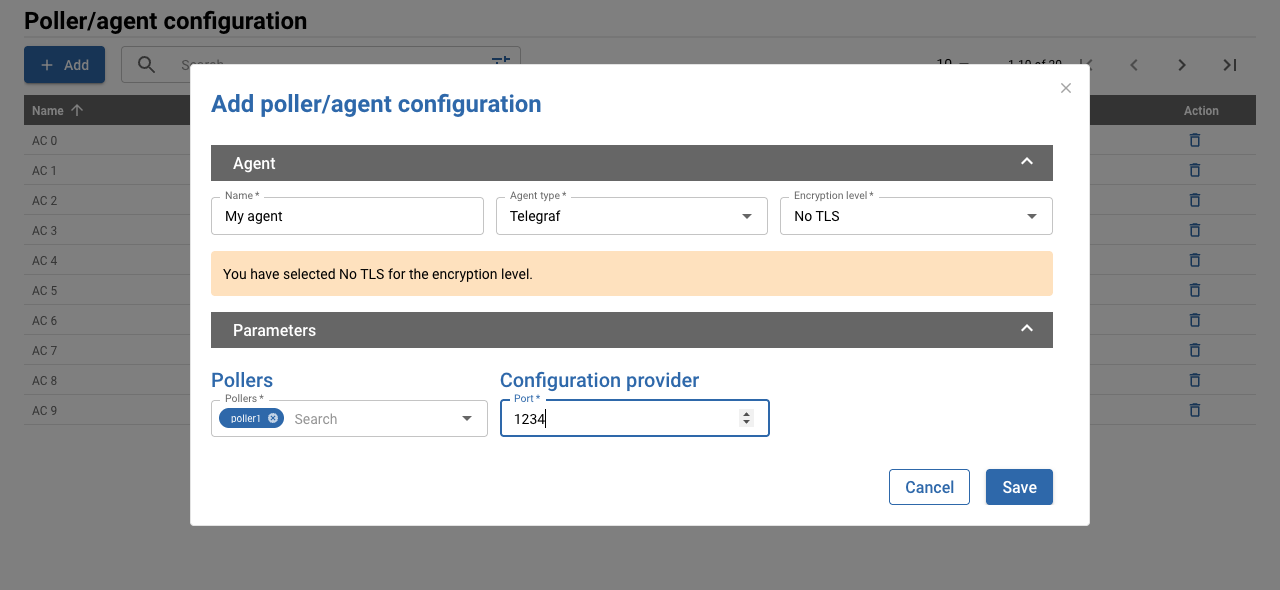 Poller/agent configuration
Add
Search
10
1-10 of 20
Name
Action
AC 0
AC 1
AC 2
AC 3
AC 4
AC 5
AC 6
AC 7
AC 8
AC 9
Add poller/agent configuration
Agent
Name *
My agent
Agent type *
Telegraf
Encryption level *
No TLS
You have selected No TLS for the encryption level.
Parameters
Pollers
Pollers *
poller1
Search
Configuration provider
Port *
1234
Cancel
Save